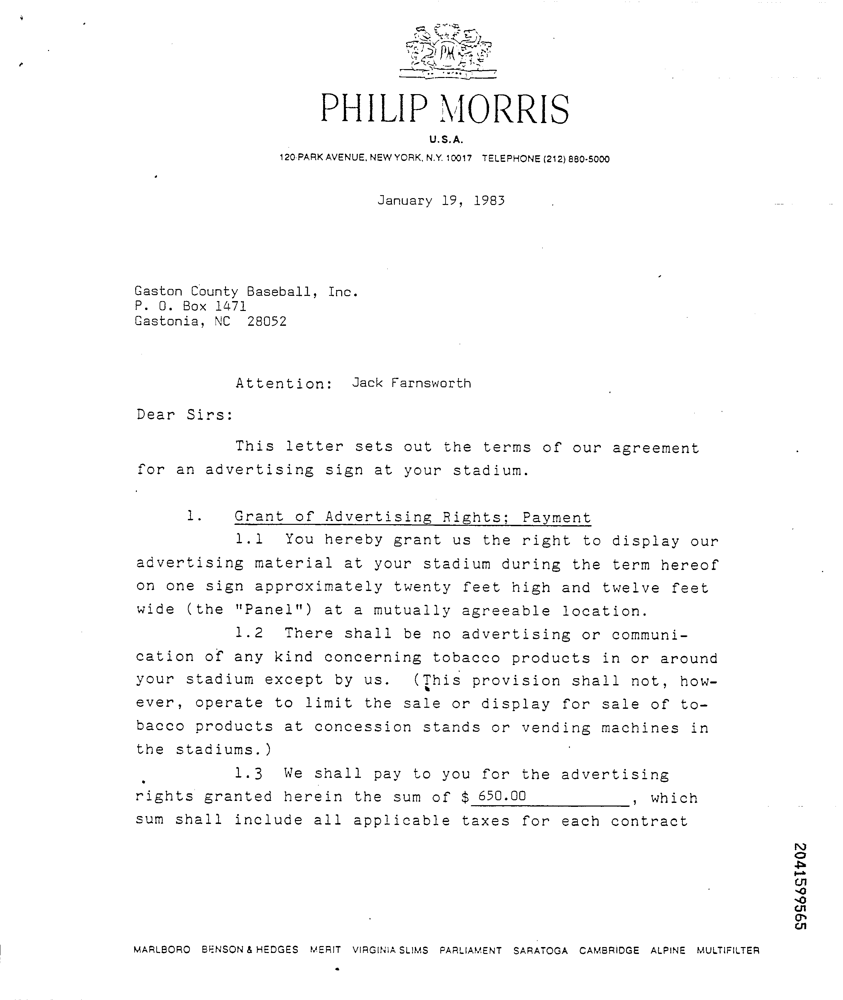 PM
PHILIP MORRIS
U.S.A.
120 PARK AVENUE, NEW YORK, N.Y. 10017 TELEPHONE (212) 880-5000
January 19, 1983
Gaston County Baseball, Inc.
P. O. Box 1471
Gastonia, NC 28052
Attention: Jack Farnsworth
Dear Sirs:
This letter sets out the terms of our agreement
for an advertising sign at your stadium.
1. Grant of Advertising Rights; Payment
1.1 You hereby grant us the right to display our
advertising material at your stadium during the term hereof
on one sign approximately twenty feet high and twelve feet
wide (the "Panel") at a mutually agreeable location.
1.2 There shall be no advertising or communi-
cation of any kind concerning tobacco products in or around
your stadium except by us. (This provision shall not, how-
ever, operate to limit the sale or display for sale of to-
bacco products at concession stands or vending machines in
the stadiums.)
1.3 We shall pay to you for the advertising
rights granted herein the sum of $ 650.00, which
sum shall include all applicable taxes for each contract
2041599565
MARLBORO BENSON & HEDGES MERIT VIRGINIA SLIMS PARLIAMENT SARATOGA CAMBRIDGE ALPINE MULTIFILTER